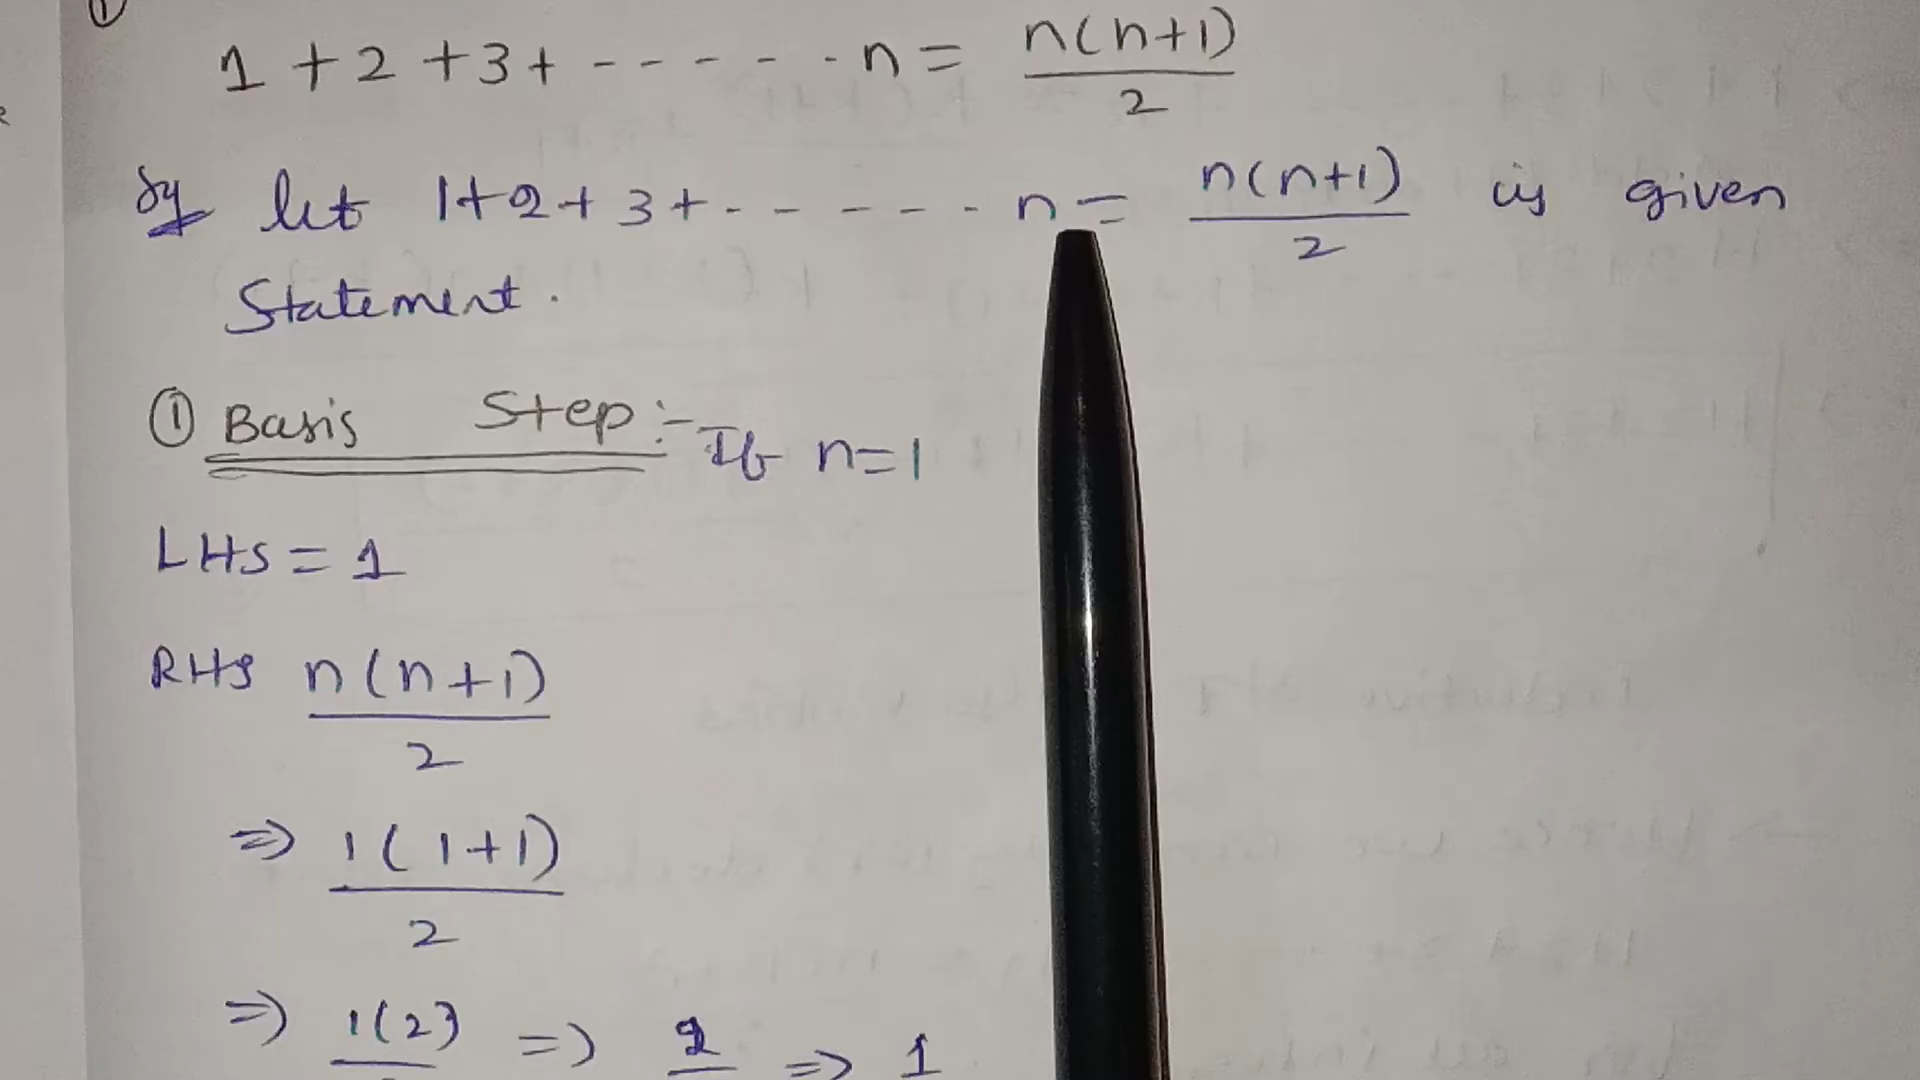 ①
1 + 2 + 3 + - - - - - - n = n(n+1)/2
Sol let 1+2+3+ - - - - - - n = n(n+1)/2 is given
Statement.
① Basis Step :- If n=1
LHS = 1
RHS n(n+1)/2
⇒ 1(1+1)/2
⇒ 1(2) ⇒ 2 ⇒ 1